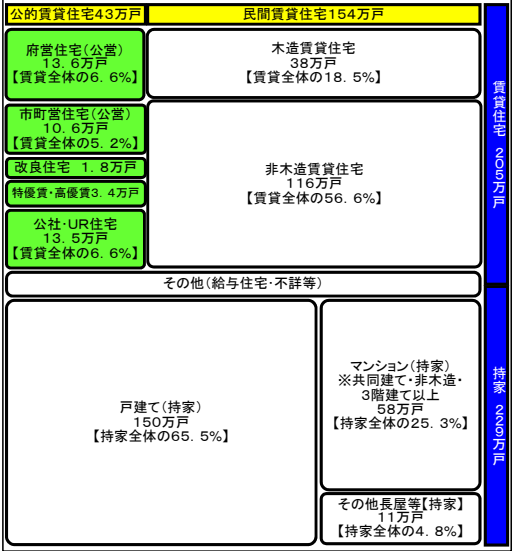 公的賃貸住宅43万戸
民間賃貸住宅154万戸
府営住宅（公営）
13．6万戸
【賃貸全体の6．6%】
木造賃貸住宅
38万戸
【賃貸全体の18．5%】
市町営住宅（公営）
10．6万戸
【賃貸全体の5．2%】
改良住宅　1．8万戸
特優賃・高優賃3．4万戸
公社・UR住宅
13．5万戸
【賃貸全体の6．6%】
非木造賃貸住宅
116万戸
【賃貸全体の56．6%】
賃貸住宅　205万戸
その他（給与住宅・不詳等）
戸建て（持家）
150万戸
【持家全体の65．5%】
マンション（持家）
※共同建て・非木造・
3階建て以上
58万戸
【持家全体の25．3%】
その他長屋等【持家】
11万戸
【持家全体の4．8%】
持家　229万戸